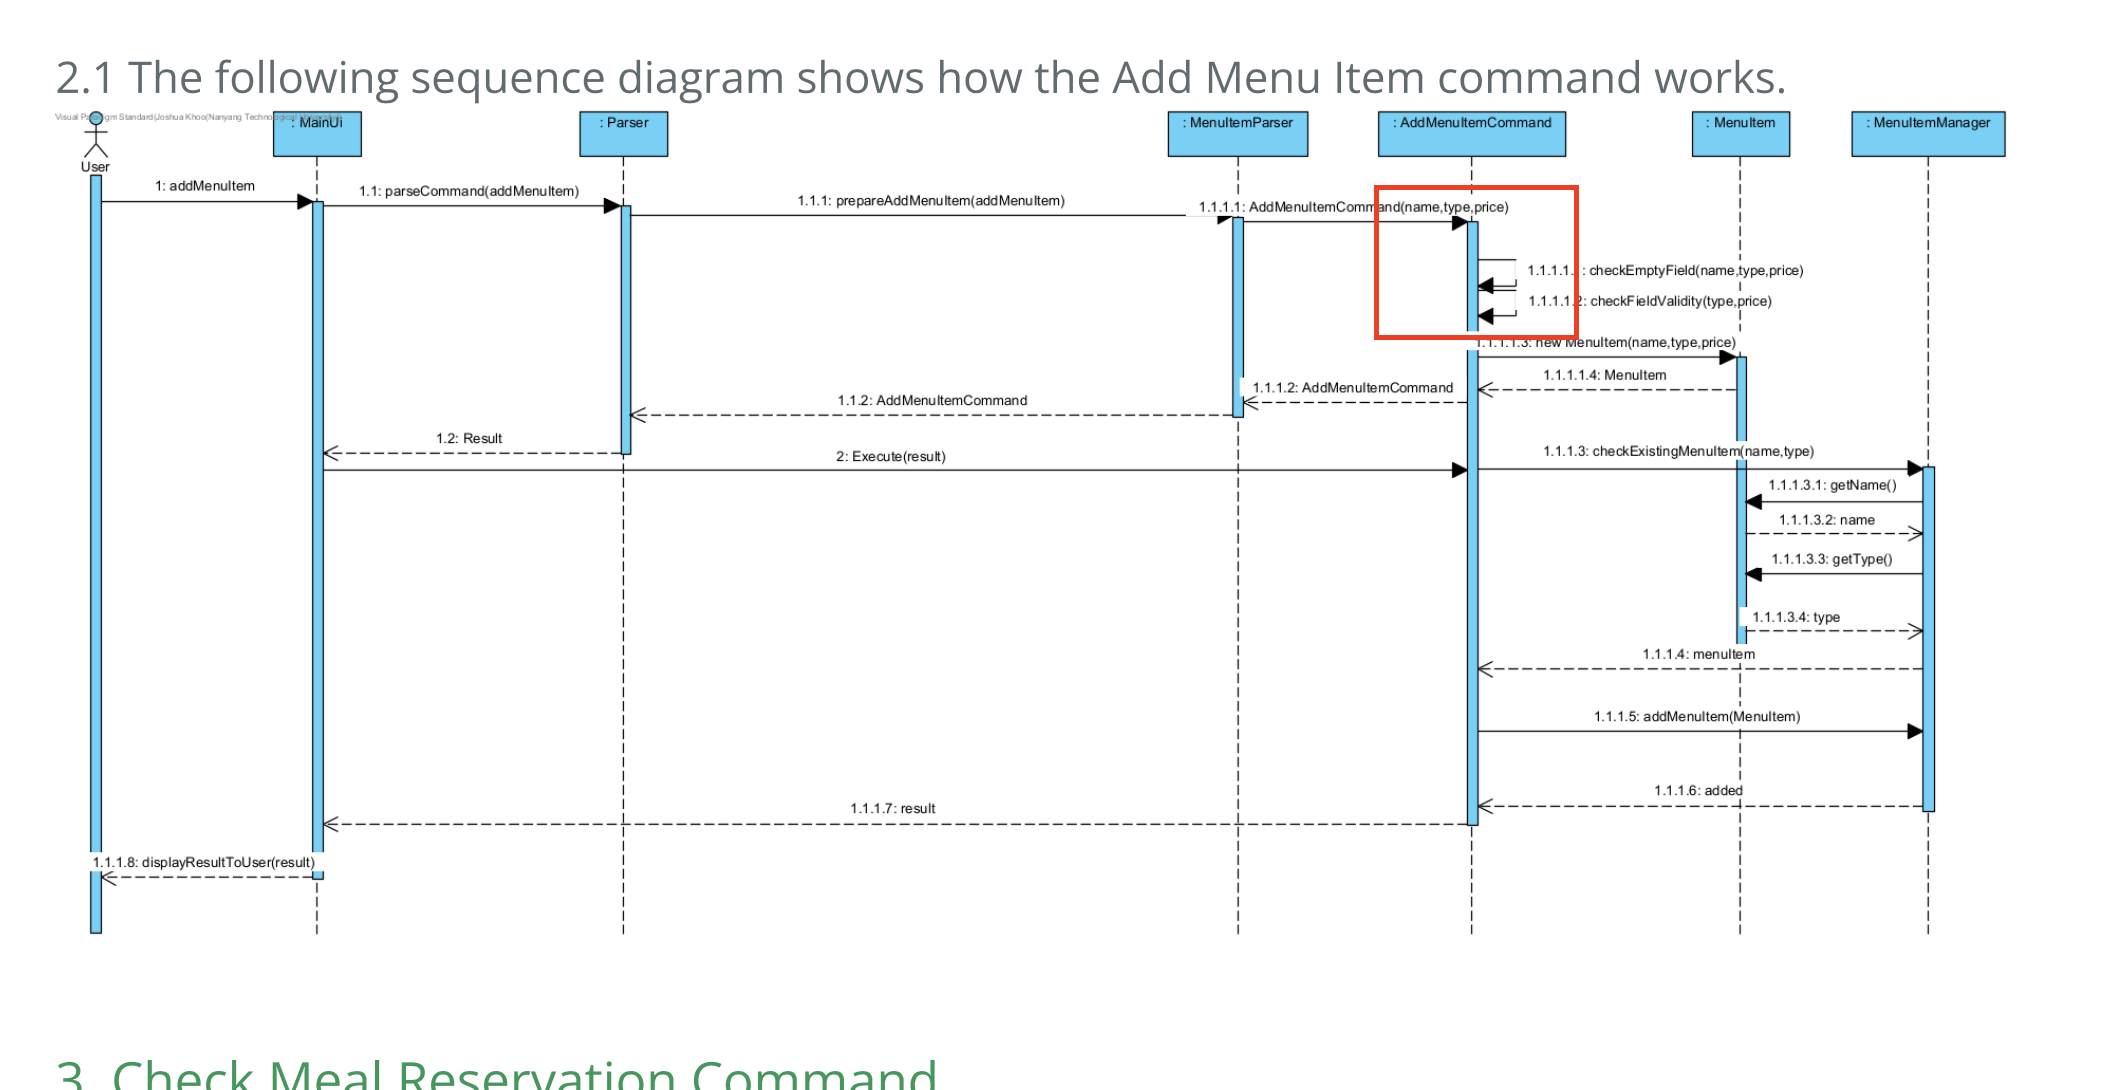 2.1 The following sequence diagram shows how the Add Menu Item command works.
Visual Paradigm Standard(Joshua Khoo(Nanyang Technological
: MainUi
: Parser
: MenuItemParser
: AddMenuItemCommand
: MenuItem
: MenuItemManager
User
1: addMenuItem
1.1: parseCommand(addMenuItem)
1.1.1: prepareAddMenuItem(addMenuItem)
1.1.1.1: AddMenuItemCommand(name,type,price)
1.1.1.1. : checkEmptyField(name,type,price)
1.1.1.1.2: checkFieldValidity(type,price)
1.1.1.1.3: new MenuItem(name,type,price)
1.1.1.1.4: MenuItem
1.1.1.2: AddMenuItemCommand
1.1.2: AddMenuItemCommand
1.2: Result
2: Execute(result)
1.1.1.3: checkExistingMenuItem(name,type)
1.1.1.3.1: getName()
1.1.1.3.2: name
1.1.1.3.3: getType()
1.1.1.3.4: type
1.1.1.4: menuItem
1.1.1.5: addMenuItem(MenuItem)
1.1.1.6: added
1.1.1.7: result
1.1.1.8: displayResultToUser(result)
3. Check Meal Reservation Command